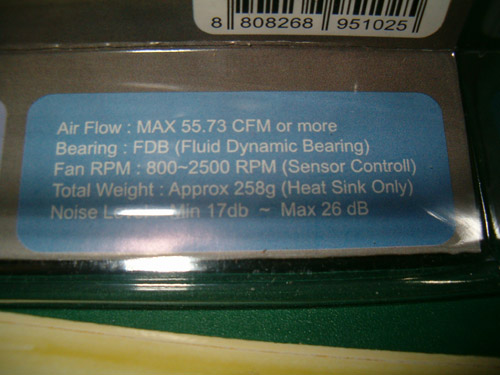 8 808268 951025
Air Flow : MAX 55.73 CFM or more
Bearing : FDB (Fluid Dynamic Bearing)
Fan RPM : 800~2500 RPM (Sensor Controll)
Total Weight : Approx 258g (Heat Sink Only)
Noise Min 17db ~ Max 26 dB